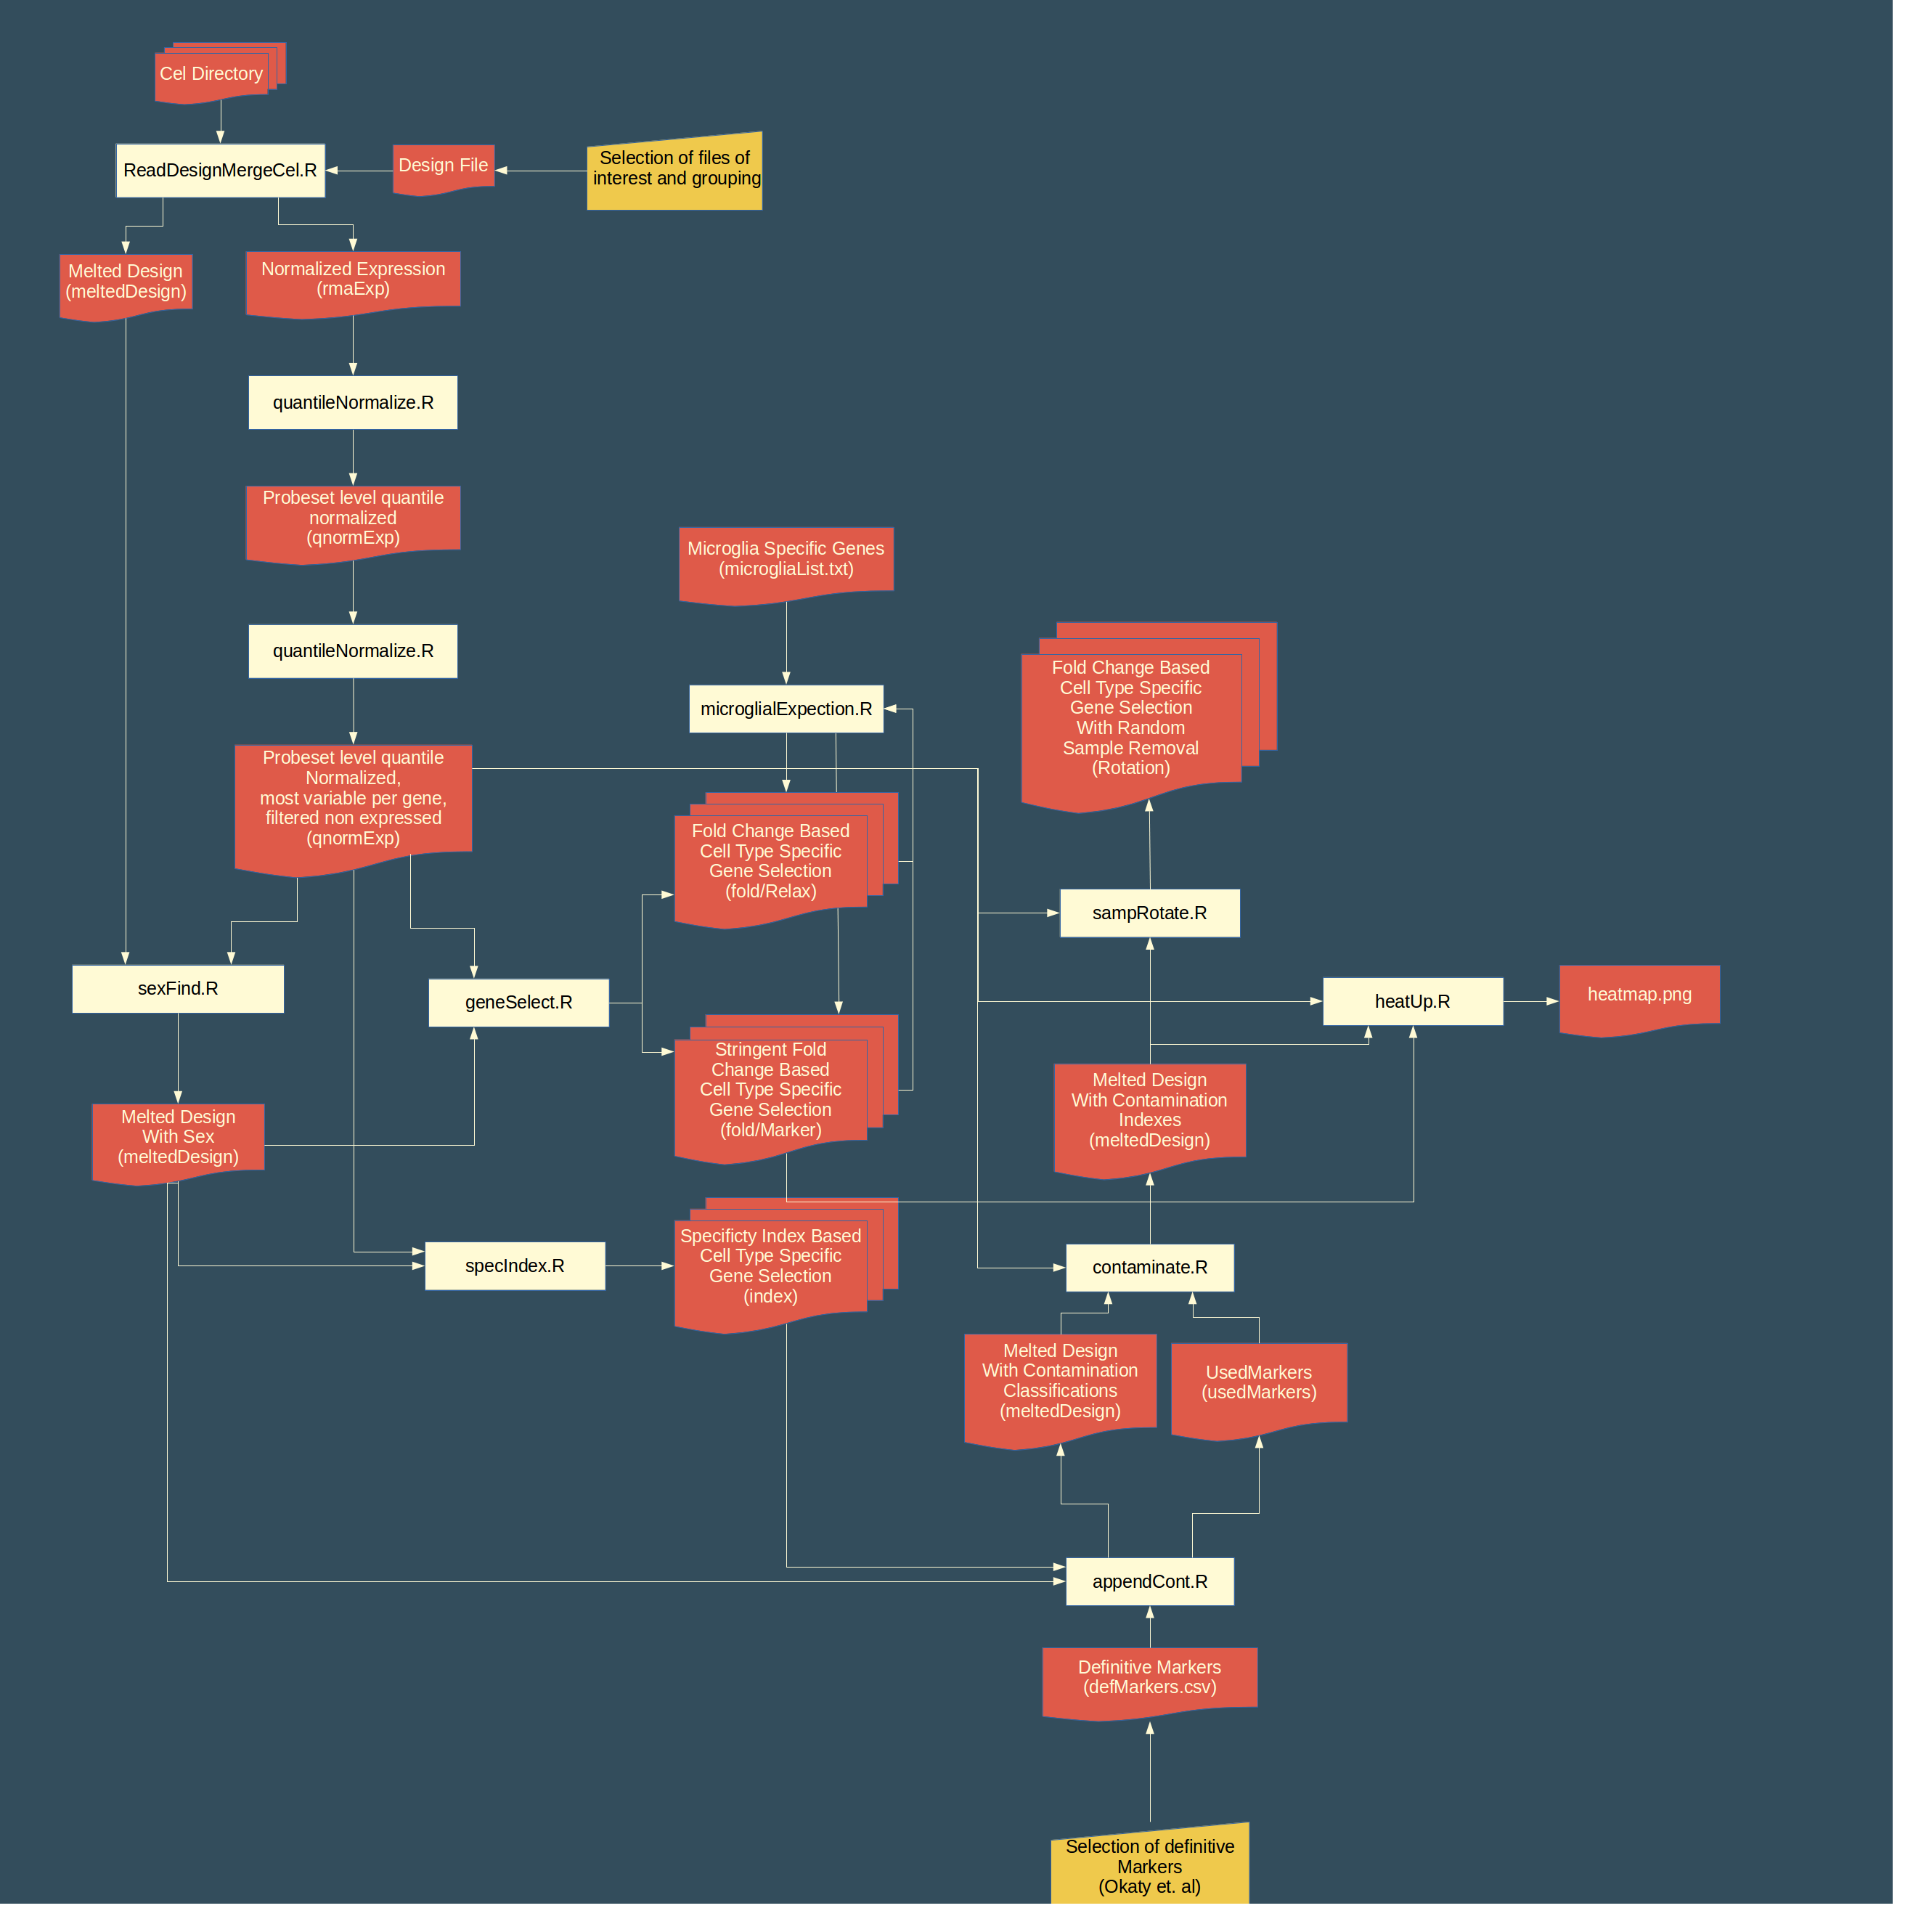 Cel Directory
ReadDesignMergeCel.R
Design File
Selection of files of
interest and grouping
Melted Design
(meltedDesign)
Normalized Expression
(rmaExp)
quantileNormalize.R
Probeset level quantile
normalized
(qnormExp)
quantileNormalize.R
Probeset level quantile
Normalized,
most variable per gene,
filtered non expressed
(qnormExp)
Microglia Specific Genes
(microgliaList.txt)
microglialExpection.R
Fold Change Based
Cell Type Specific
Gene Selection
With Random
Sample Removal
(Rotation)
Fold Change Based
Cell Type Specific
Gene Selection
(fold/Relax)
sampRotate.R
sexFind.R
geneSelect.R
heatUp.R
heatmap.png
Stringent Fold
Change Based
Cell Type Specific
Gene Selection
(fold/Marker)
Melted Design
With Contamination
Indexes
(meltedDesign)
Melted Design
With Sex
(meltedDesign)
specIndex.R
Specificty Index Based
Cell Type Specific
Gene Selection
(index)
contaminate.R
Melted Design
With Contamination
Classifications
(meltedDesign)
UsedMarkers
(usedMarkers)
appendCont.R
Definitive Markers
(defMarkers.csv)
Selection of definitive
Markers
(Okaty et. al)